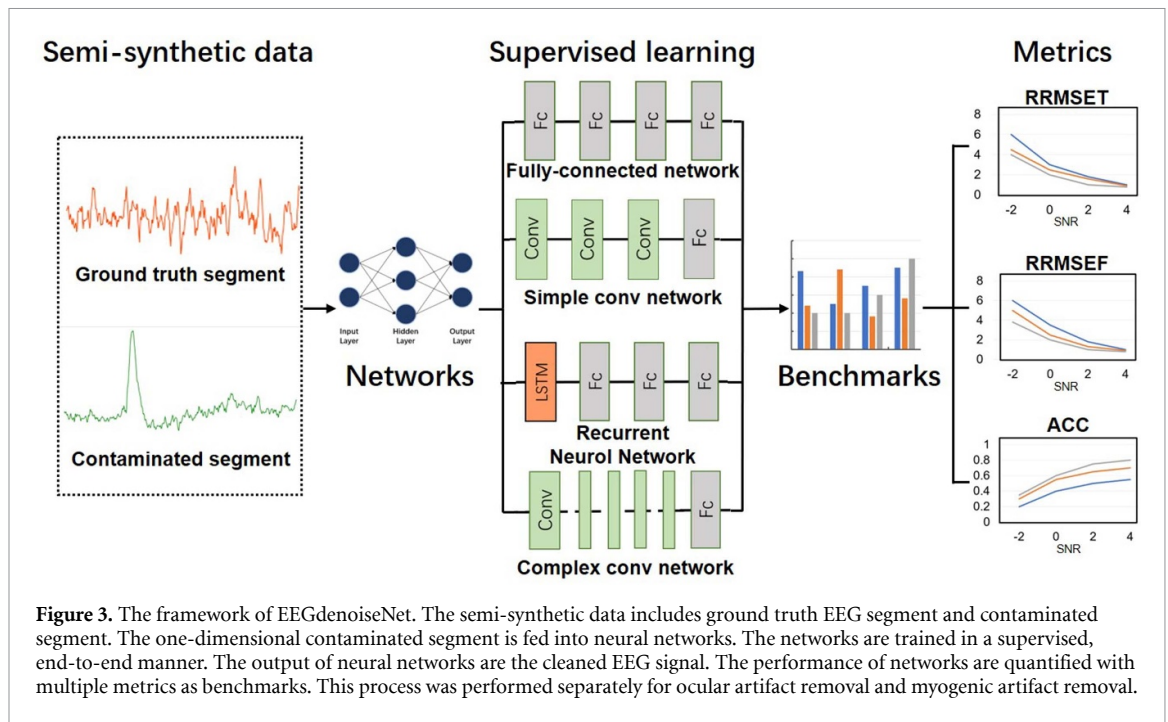 Semi-synthetic data
Supervised learning
Metrics
Ground truth segment
Contaminated segment
Input
Layer
Hidden
Layer
Output
Layer
Networks
Fc
Fc
Fc
Fc
Fully-connected network
Conv
Conv
Conv
Fc
Simple conv network
LSTM
Fc
Fc
Fc
Recurrent
Neurol Network
Conv
Fc
Complex conv network
Benchmarks
RRMSET
8
6
4
2
0
-2 0 2 4
SNR
RRMSEF
8
6
4
2
0
-2 0 2 4
SNR
ACC
1
0.8
0.6
0.4
0.2
0
-2 0 2 4
SNR
Figure 3. The framework of EEGdenoiseNet. The semi-synthetic data includes ground truth EEG segment and contaminated
segment. The one-dimensional contaminated segment is fed into neural networks. The networks are trained in a supervised,
end-to-end manner. The output of neural networks are the cleaned EEG signal. The performance of networks are quantified with
multiple metrics as benchmarks. This process was performed separately for ocular artifact removal and myogenic artifact removal.